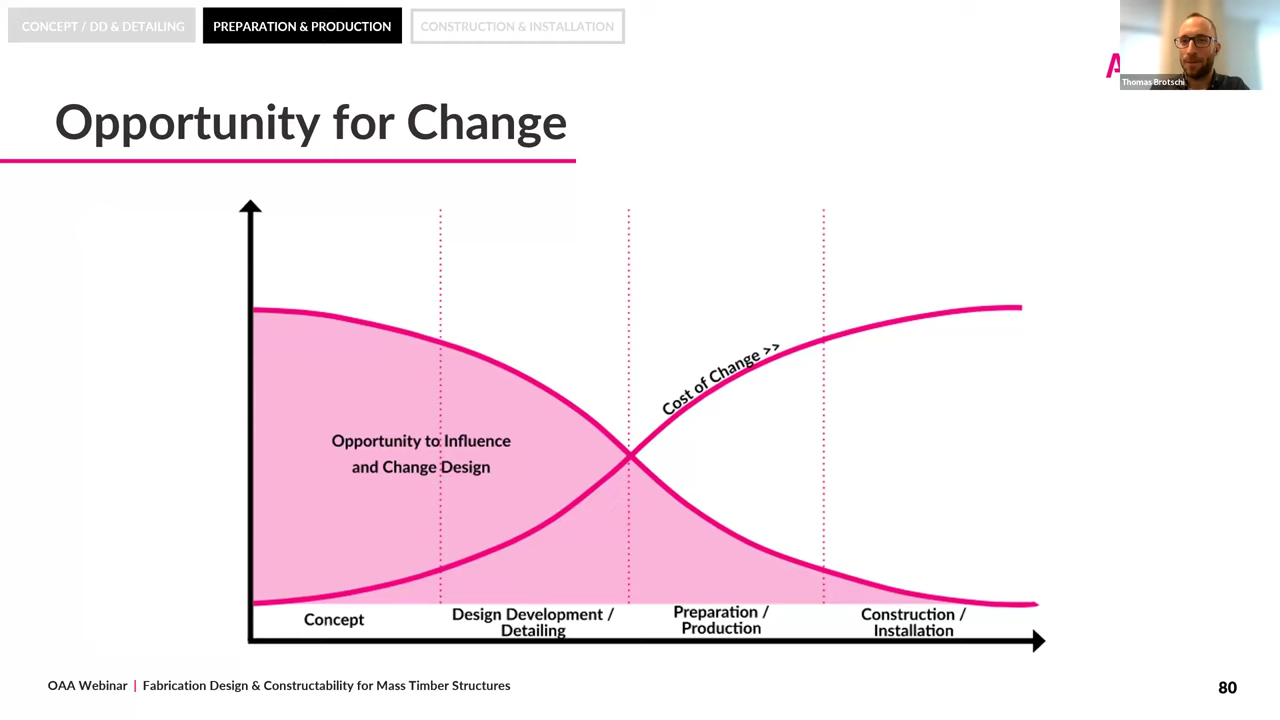 CONCEPT / DD & DETAILING
PREPARATION & PRODUCTION
CONSTRUCTION & INSTALLATION
A
Thomas Brotschi
Opportunity for Change
Cost of Change >>
Opportunity to Influence
and Change Design
Concept
Design Development /
Detailing
Preparation /
Production
Construction /
Installation
OAA Webinar | Fabrication Design & Constructability for Mass Timber Structures
80